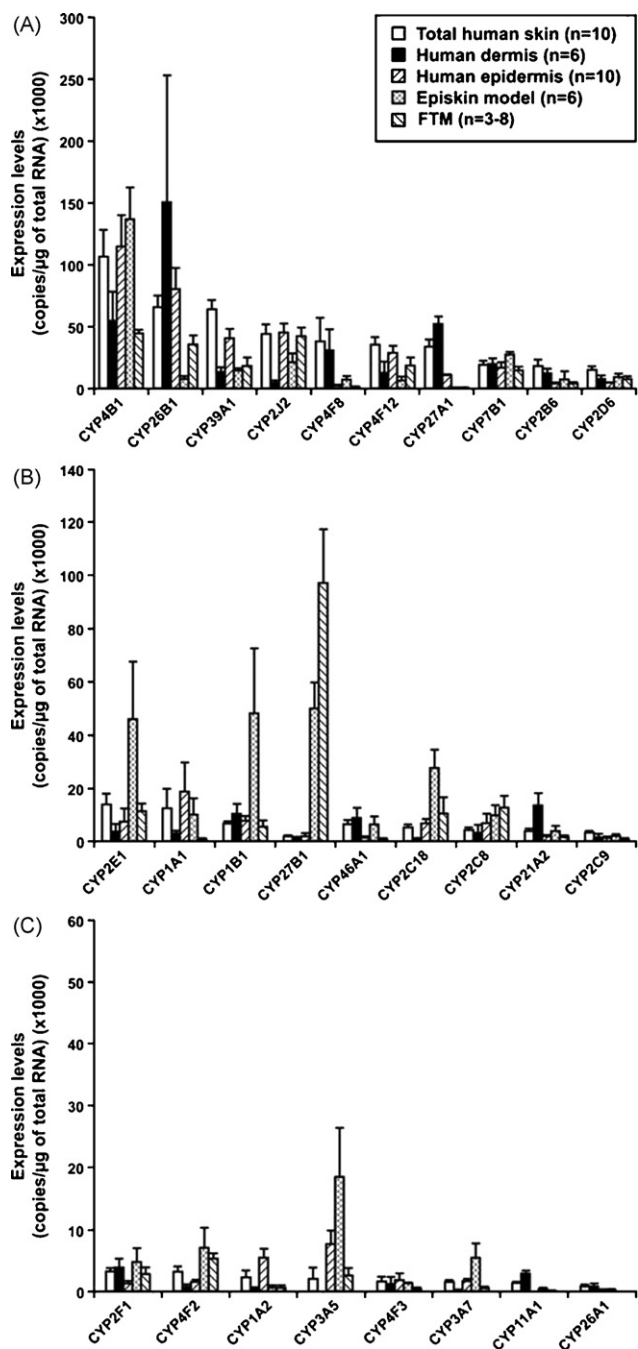 (A)
300
250
200
150
100
50
0
Expression levels
(copies/µg of total RNA) (x1000)
Total human skin (n=10)
Human dermis (n=6)
Human epidermis (n=10)
Episkin model (n=6)
FTM (n=3-8)
CYP4B1 CYP26B1 CYP39A1 CYP2J2 CYP4F8 CYP4F12 CYP27A1 CYP7B1 CYP2B6 CYP2D6
(B)
140
120
100
80
60
40
20
0
Expression levels
(copies/µg of total RNA) (x1000)
CYP2E1 CYP1A1 CYP1B1 CYP27B1 CYP46A1 CYP2C18 CYP2C8 CYP21A2 CYP2C9
(C)
60
50
40
30
20
10
0
Expression levels
(copies/µg of total RNA) (x1000)
CYP2F1 CYP4F2 CYP1A2 CYP3A5 CYP4F3 CYP3A7 CYP11A1 CYP26A1